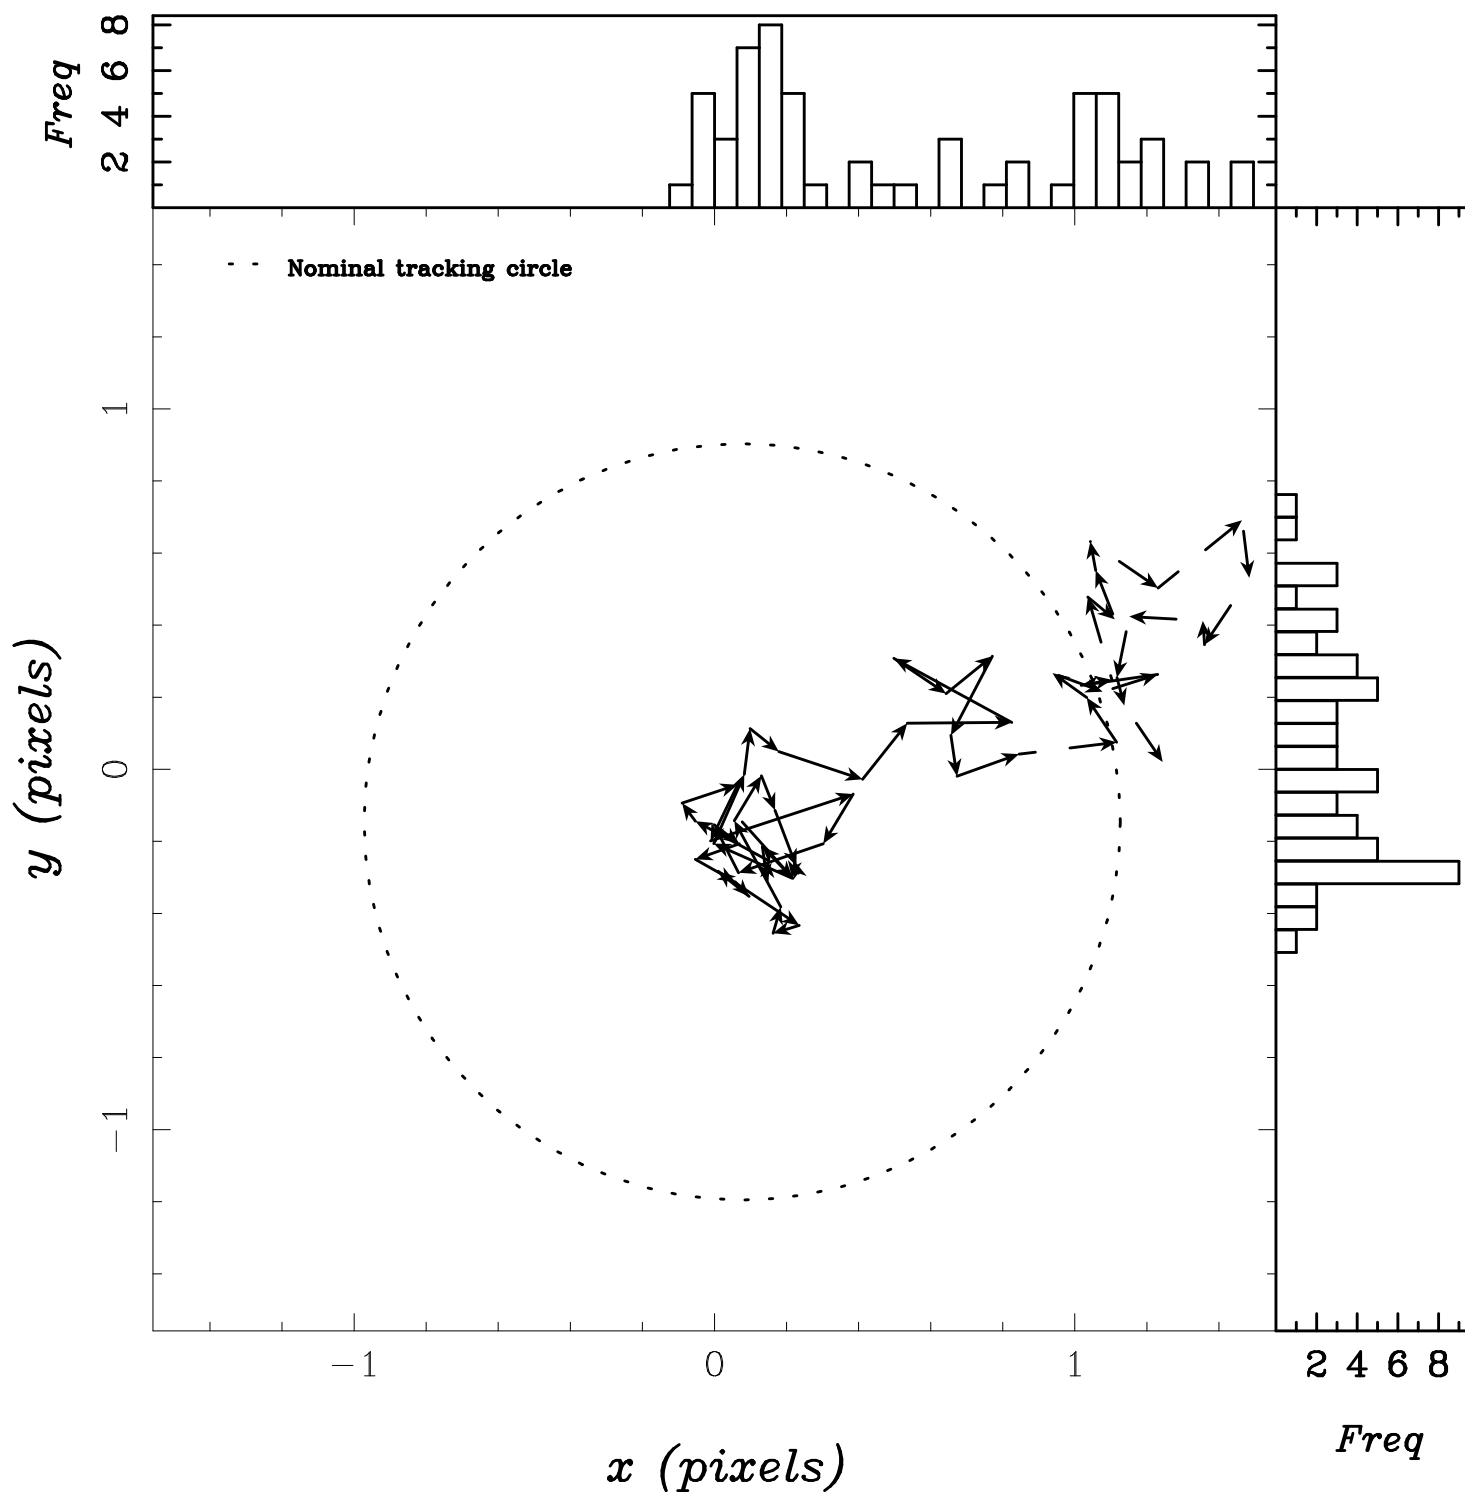 Freq
2 4 6 8
Nominal tracking circle
y (pixels)
1
0
−1
−1 0 1
x (pixels)
2 4 6 8
Freq